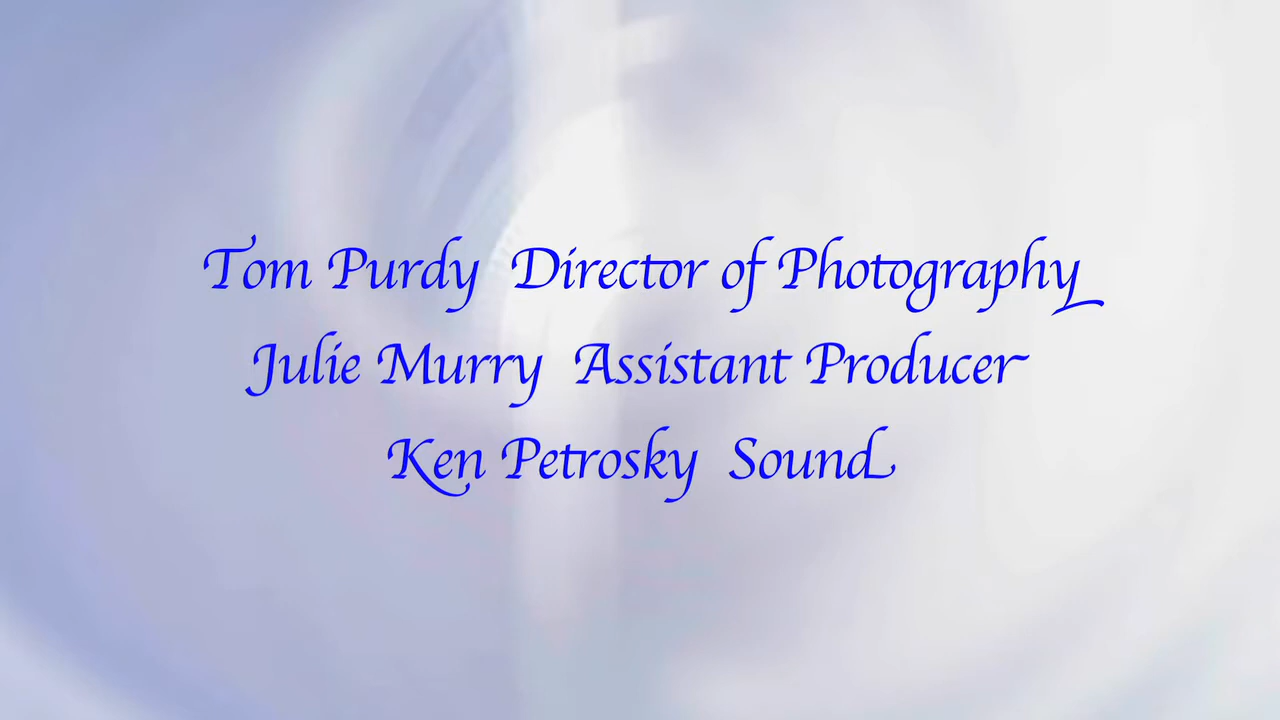 Tom Purdy  Director of Photography
Julie Murry  Assistant Producer
Ken Petrosky  Sound